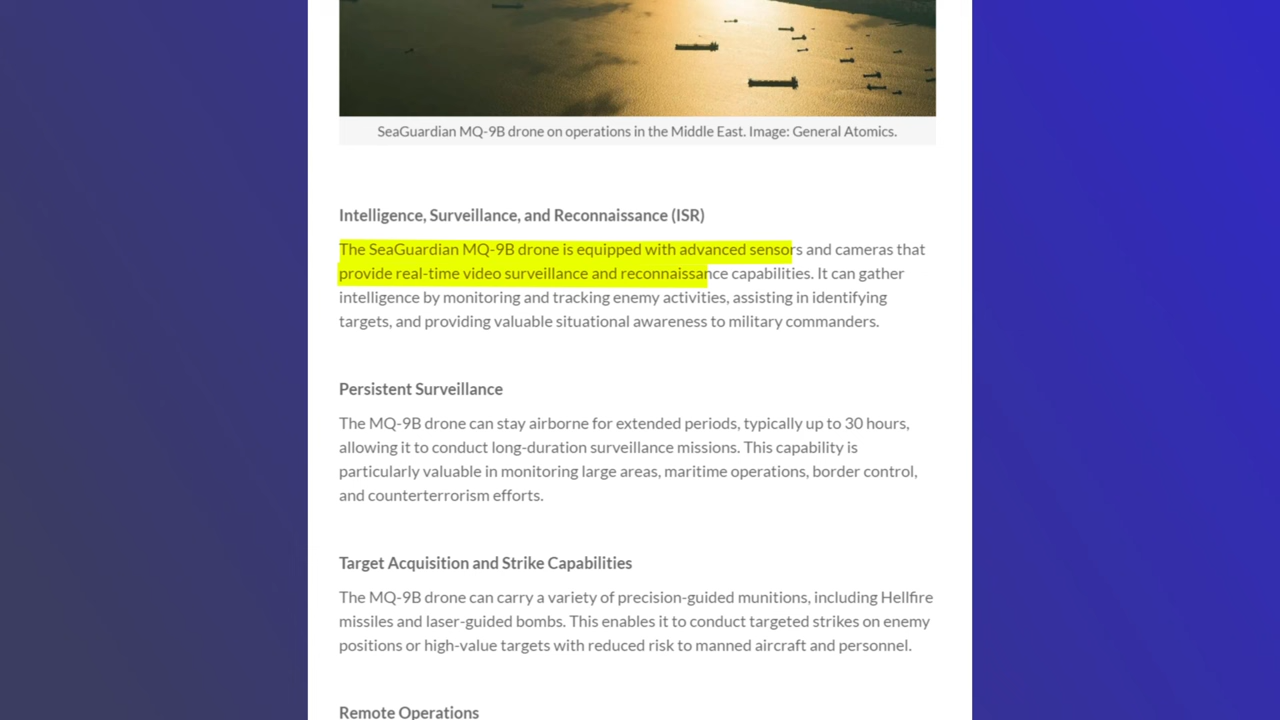 SeaGuardian MQ-9B drone on operations in the Middle East. Image: General Atomics.
Intelligence, Surveillance, and Reconnaissance (ISR)
The SeaGuardian MQ-9B drone is equipped with advanced sensors and cameras that
provide real-time video surveillance and reconnaissance capabilities. It can gather
intelligence by monitoring and tracking enemy activities, assisting in identifying
targets, and providing valuable situational awareness to military commanders.
Persistent Surveillance
The MQ-9B drone can stay airborne for extended periods, typically up to 30 hours,
allowing it to conduct long-duration surveillance missions. This capability is
particularly valuable in monitoring large areas, maritime operations, border control,
and counterterrorism efforts.
Target Acquisition and Strike Capabilities
The MQ-9B drone can carry a variety of precision-guided munitions, including Hellfire
missiles and laser-guided bombs. This enables it to conduct targeted strikes on enemy
positions or high-value targets with reduced risk to manned aircraft and personnel.
Remote Operations